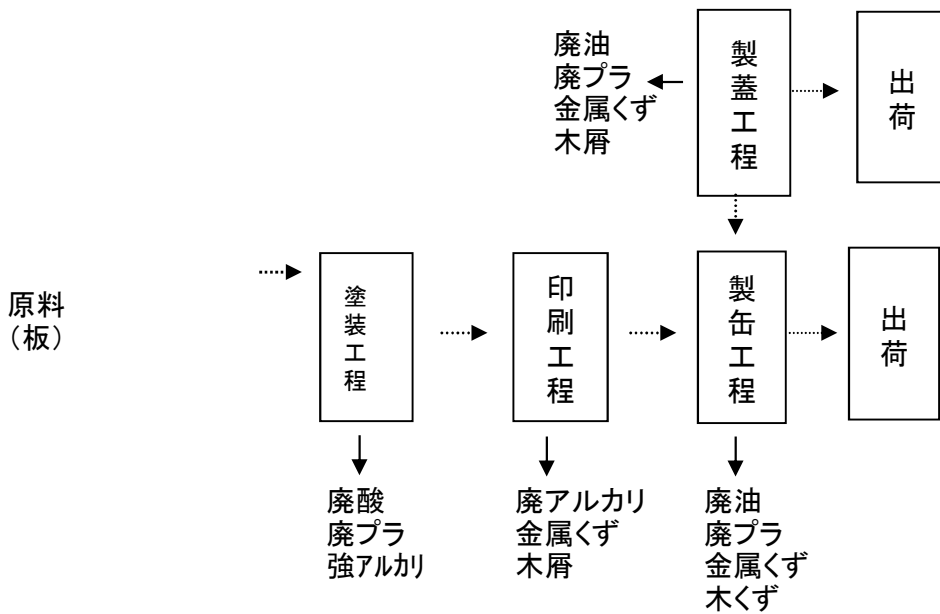 廃油
廃プラ
金属くず
木屑
製蓋工程
出荷
原料
（板）
塗装工程
印刷工程
製缶工程
出荷
廃酸
廃プラ
強アルカリ
廃アルカリ
金属くず
木屑
廃油
廃プラ
金属くず
木くず